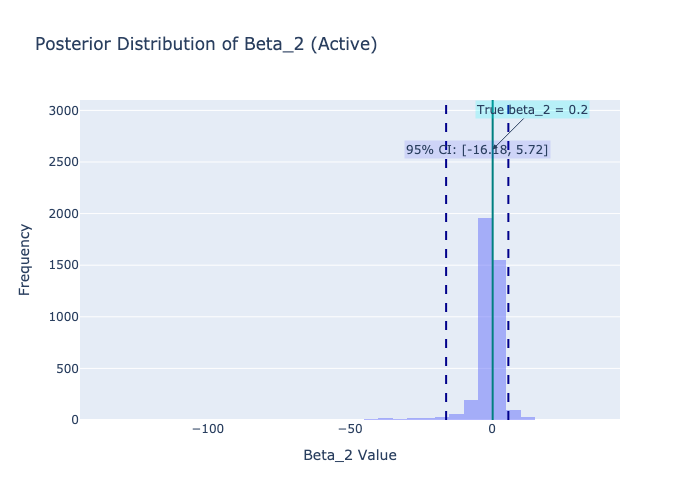 Posterior Distribution of Beta_2 (Active)
3000
True beta_2 = 0.2
95% CI: [-16.18, 5.72]
2500
2000
1500
1000
500
0
Frequency
−100
−50
0
Beta_2 Value